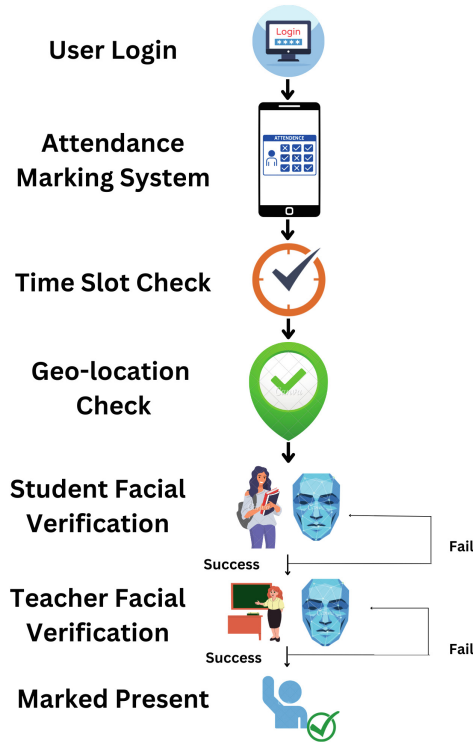 User Login
Login
****
Attendance
Marking System
ATTENDENCE
Time Slot Check
Geo-location
Check
Student Facial
Verification
Fail
Success
Teacher Facial
Verification
Fail
Success
Marked Present